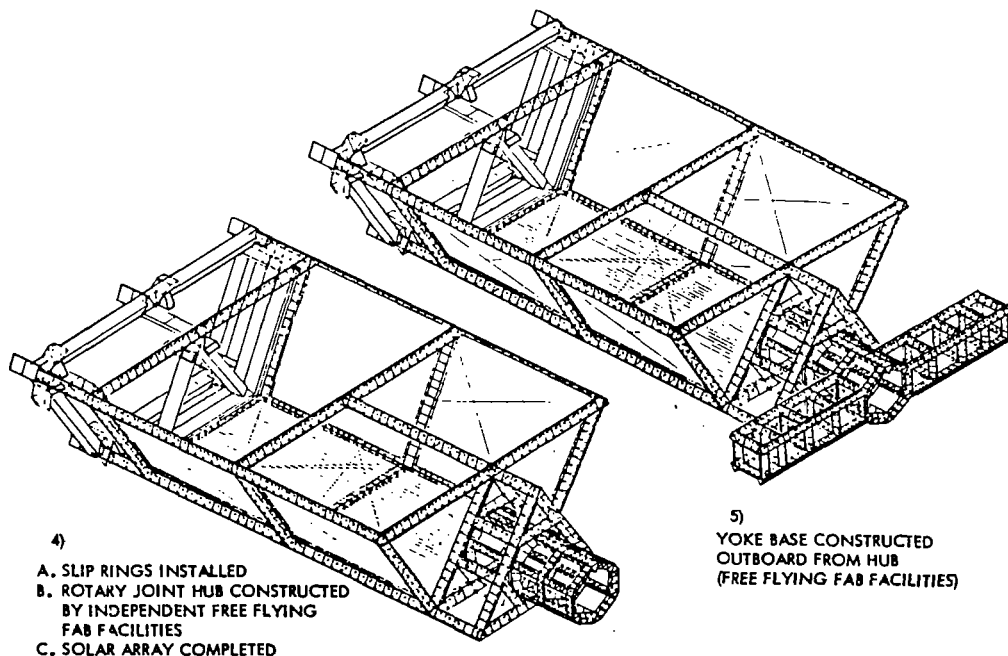 4)
A. SLIP RINGS INSTALLED
B. ROTARY JOINT HUB CONSTRUCTED
BY INDEPENDENT FREE FLYING
FAB FACILITIES
C. SOLAR ARRAY COMPLETED
5)
YOKE BASE CONSTRUCTED
OUTBOARD FROM HUB
(FREE FLYING FAB FACILITIES)